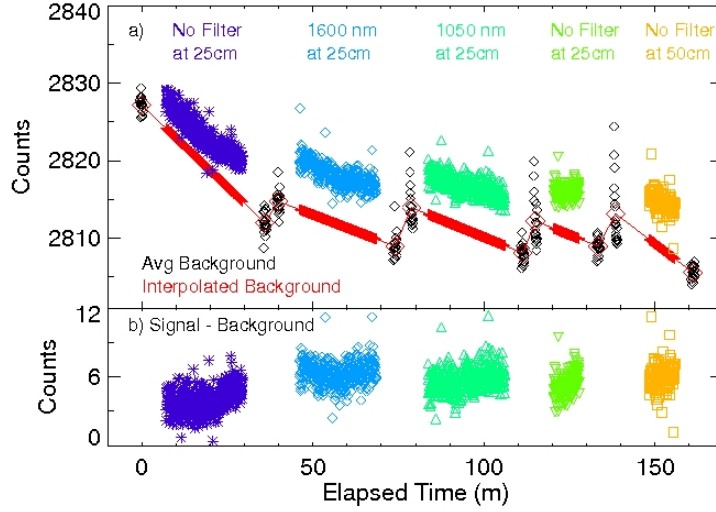 2840
a)
No Filter at 25cm
1600 nm at 25cm
1050 nm at 25cm
No Filter at 25cm
No Filter at 50cm
2830
2820
2810
Counts
Avg Background
Interpolated Background
12
b) Signal - Background
6
0
Counts
0 50 100 150
Elapsed Time (m)